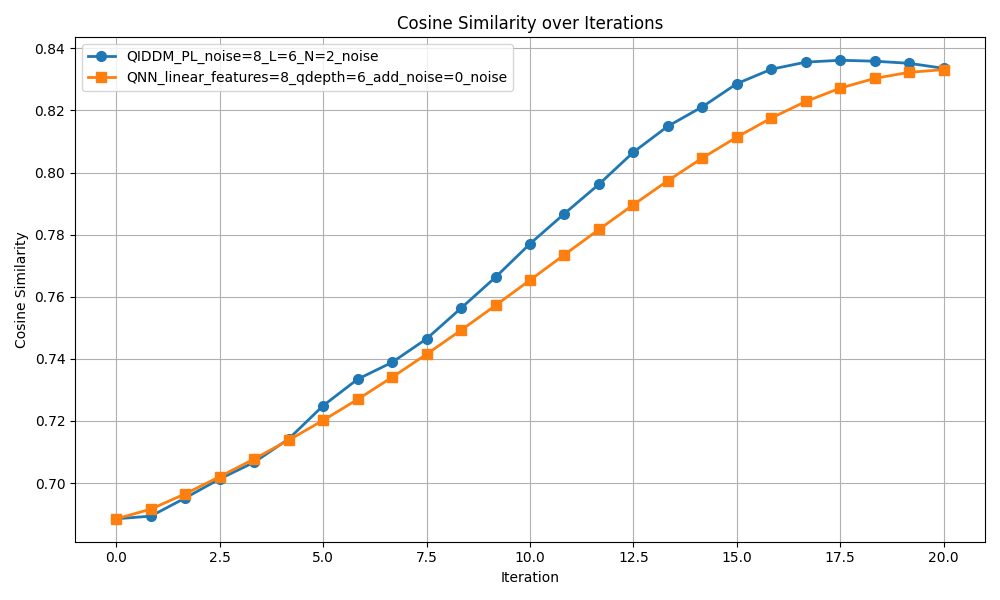 Cosine Similarity over Iterations
QIDDM_PL_noise=8_L=6_N=2_noise
QNN_linear_features=8_qdepth=6_add_noise=0_noise
Cosine Similarity
0.84
0.82
0.80
0.78
0.76
0.74
0.72
0.70
0.0 2.5 5.0 7.5 10.0 12.5 15.0 17.5 20.0
Iteration